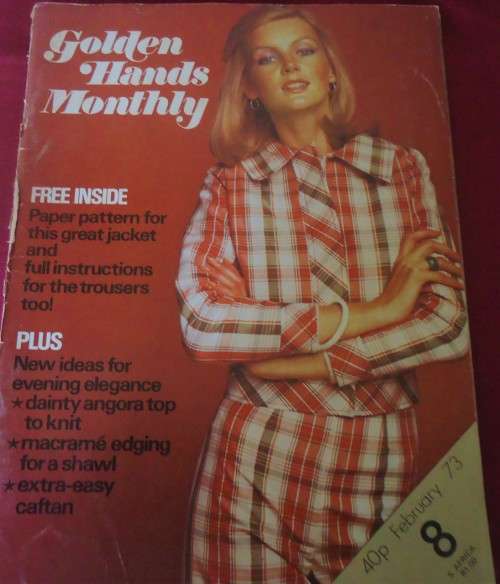 Golden
Hands
Monthly
FREE INSIDE
Paper pattern for
this great jacket
and
full instructions
for the trousers
too!
PLUS
New ideas for
evening elegance
★dainty angora top
to knit
★macramé edging
for a shawl
★extra-easy
caftan
40p February 73
8
S. AFRICA